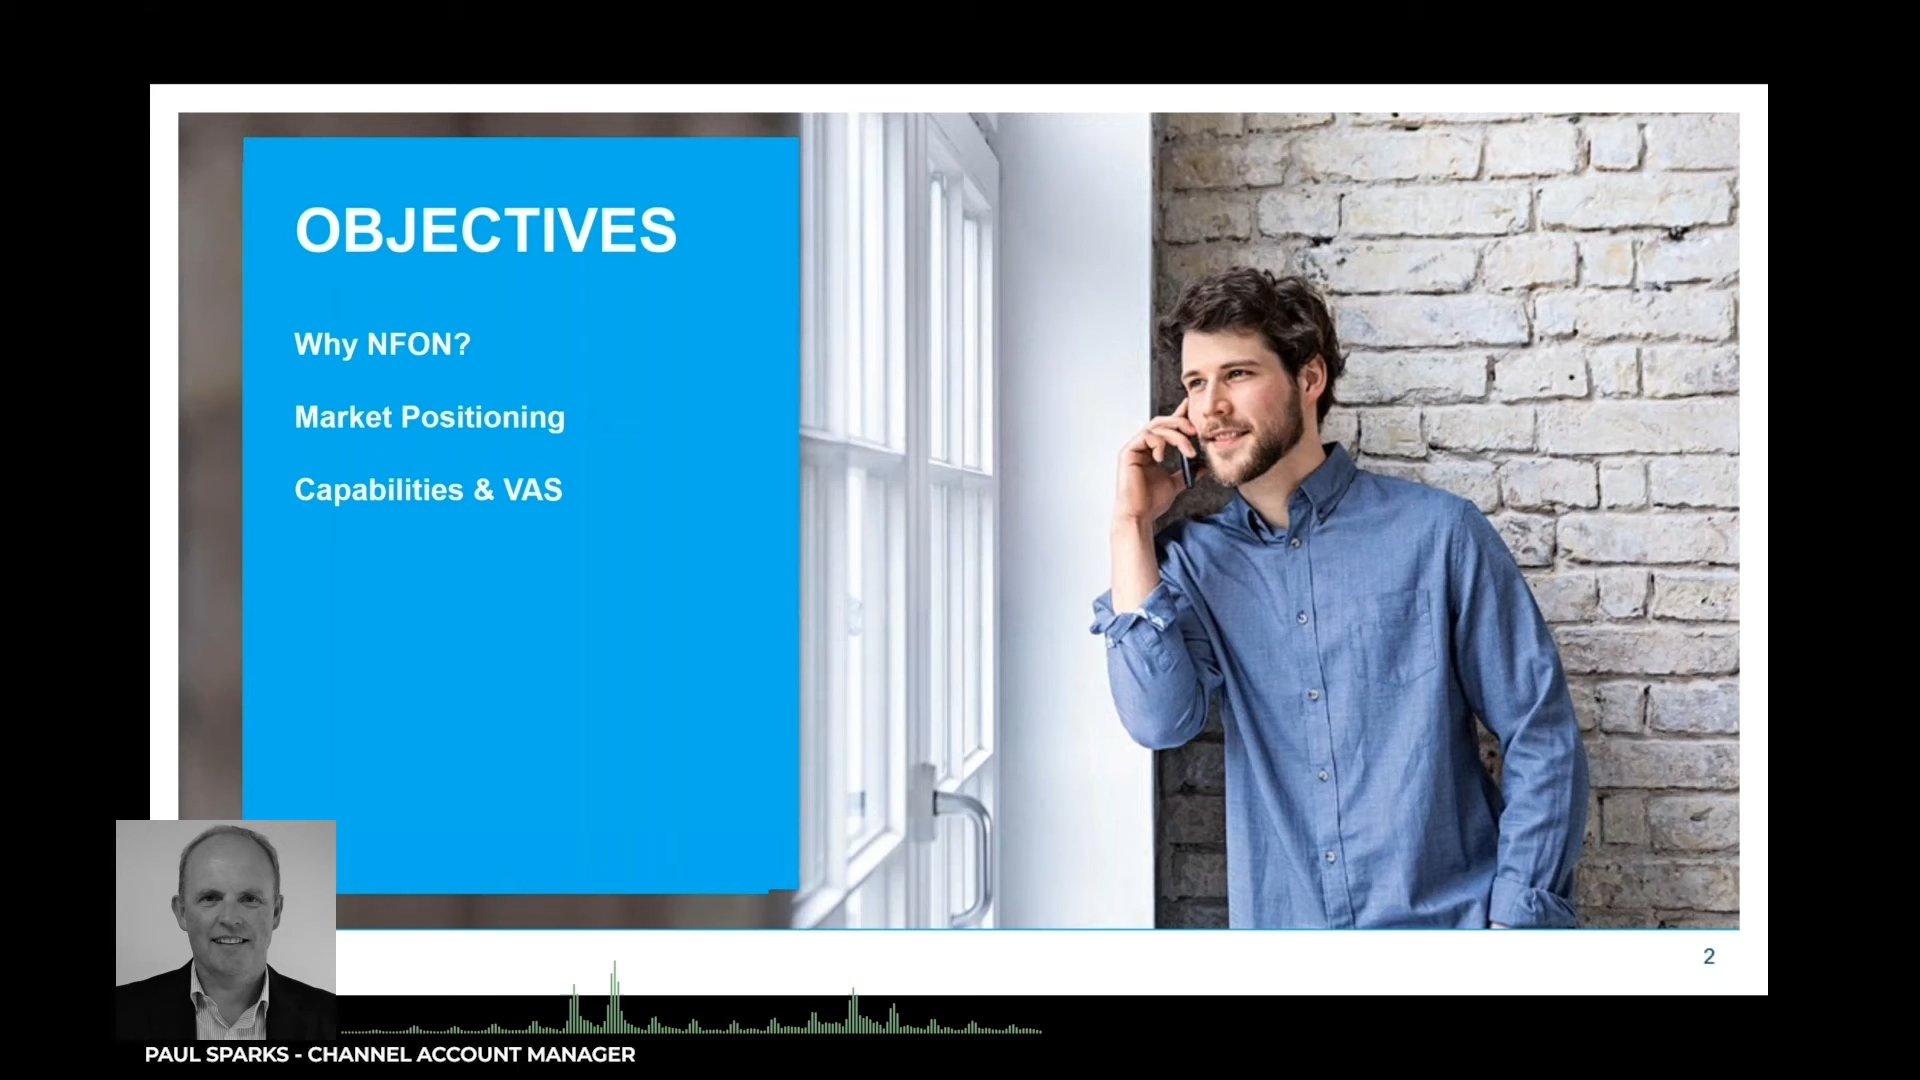 OBJECTIVES
Why NFON?
Market Positioning
Capabilities & VAS
2
PAUL SPARKS - CHANNEL ACCOUNT MANAGER